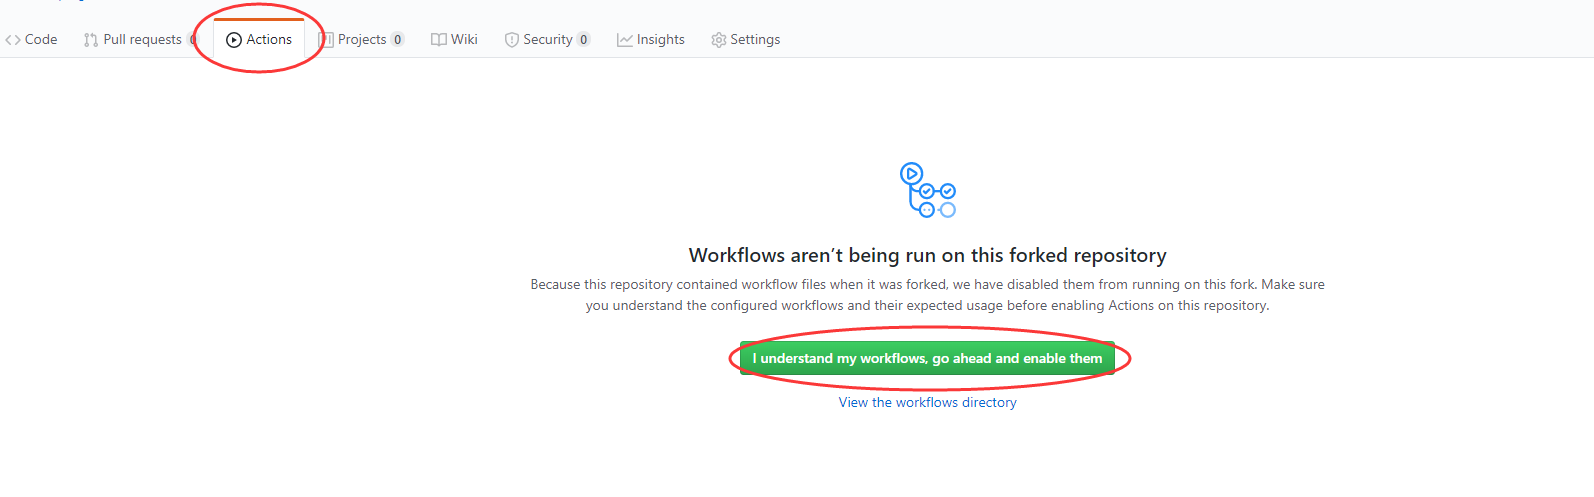 Code Pull requests 0 Actions Projects 0 Wiki Security 0 Insights Settings
Workflows aren’t being run on this forked repository
Because this repository contained workflow files when it was forked, we have disabled them from running on this fork. Make sure
you understand the configured workflows and their expected usage before enabling Actions on this repository.
I understand my workflows, go ahead and enable them
View the workflows directory